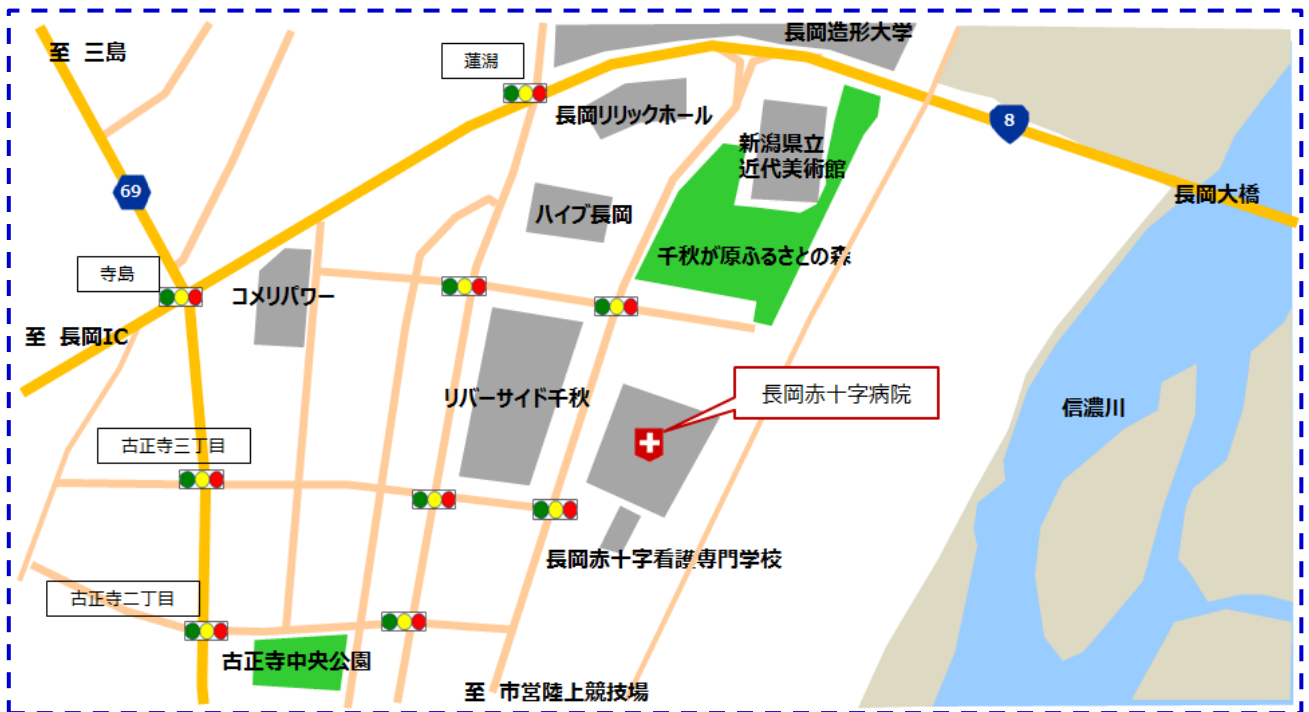 長岡造形大学
至 三島
蓮潟
長岡リリックホール
8
新潟県立
近代美術館
69
長岡大橋
ハイブ長岡
千秋が原ふるさとの森
寺島
コメリパワー
至 長岡IC
リバーサイド千秋
長岡赤十字病院
信濃川
古正寺三丁目
長岡赤十字看護専門学校
古正寺二丁目
古正寺中央公園
至 市営陸上競技場